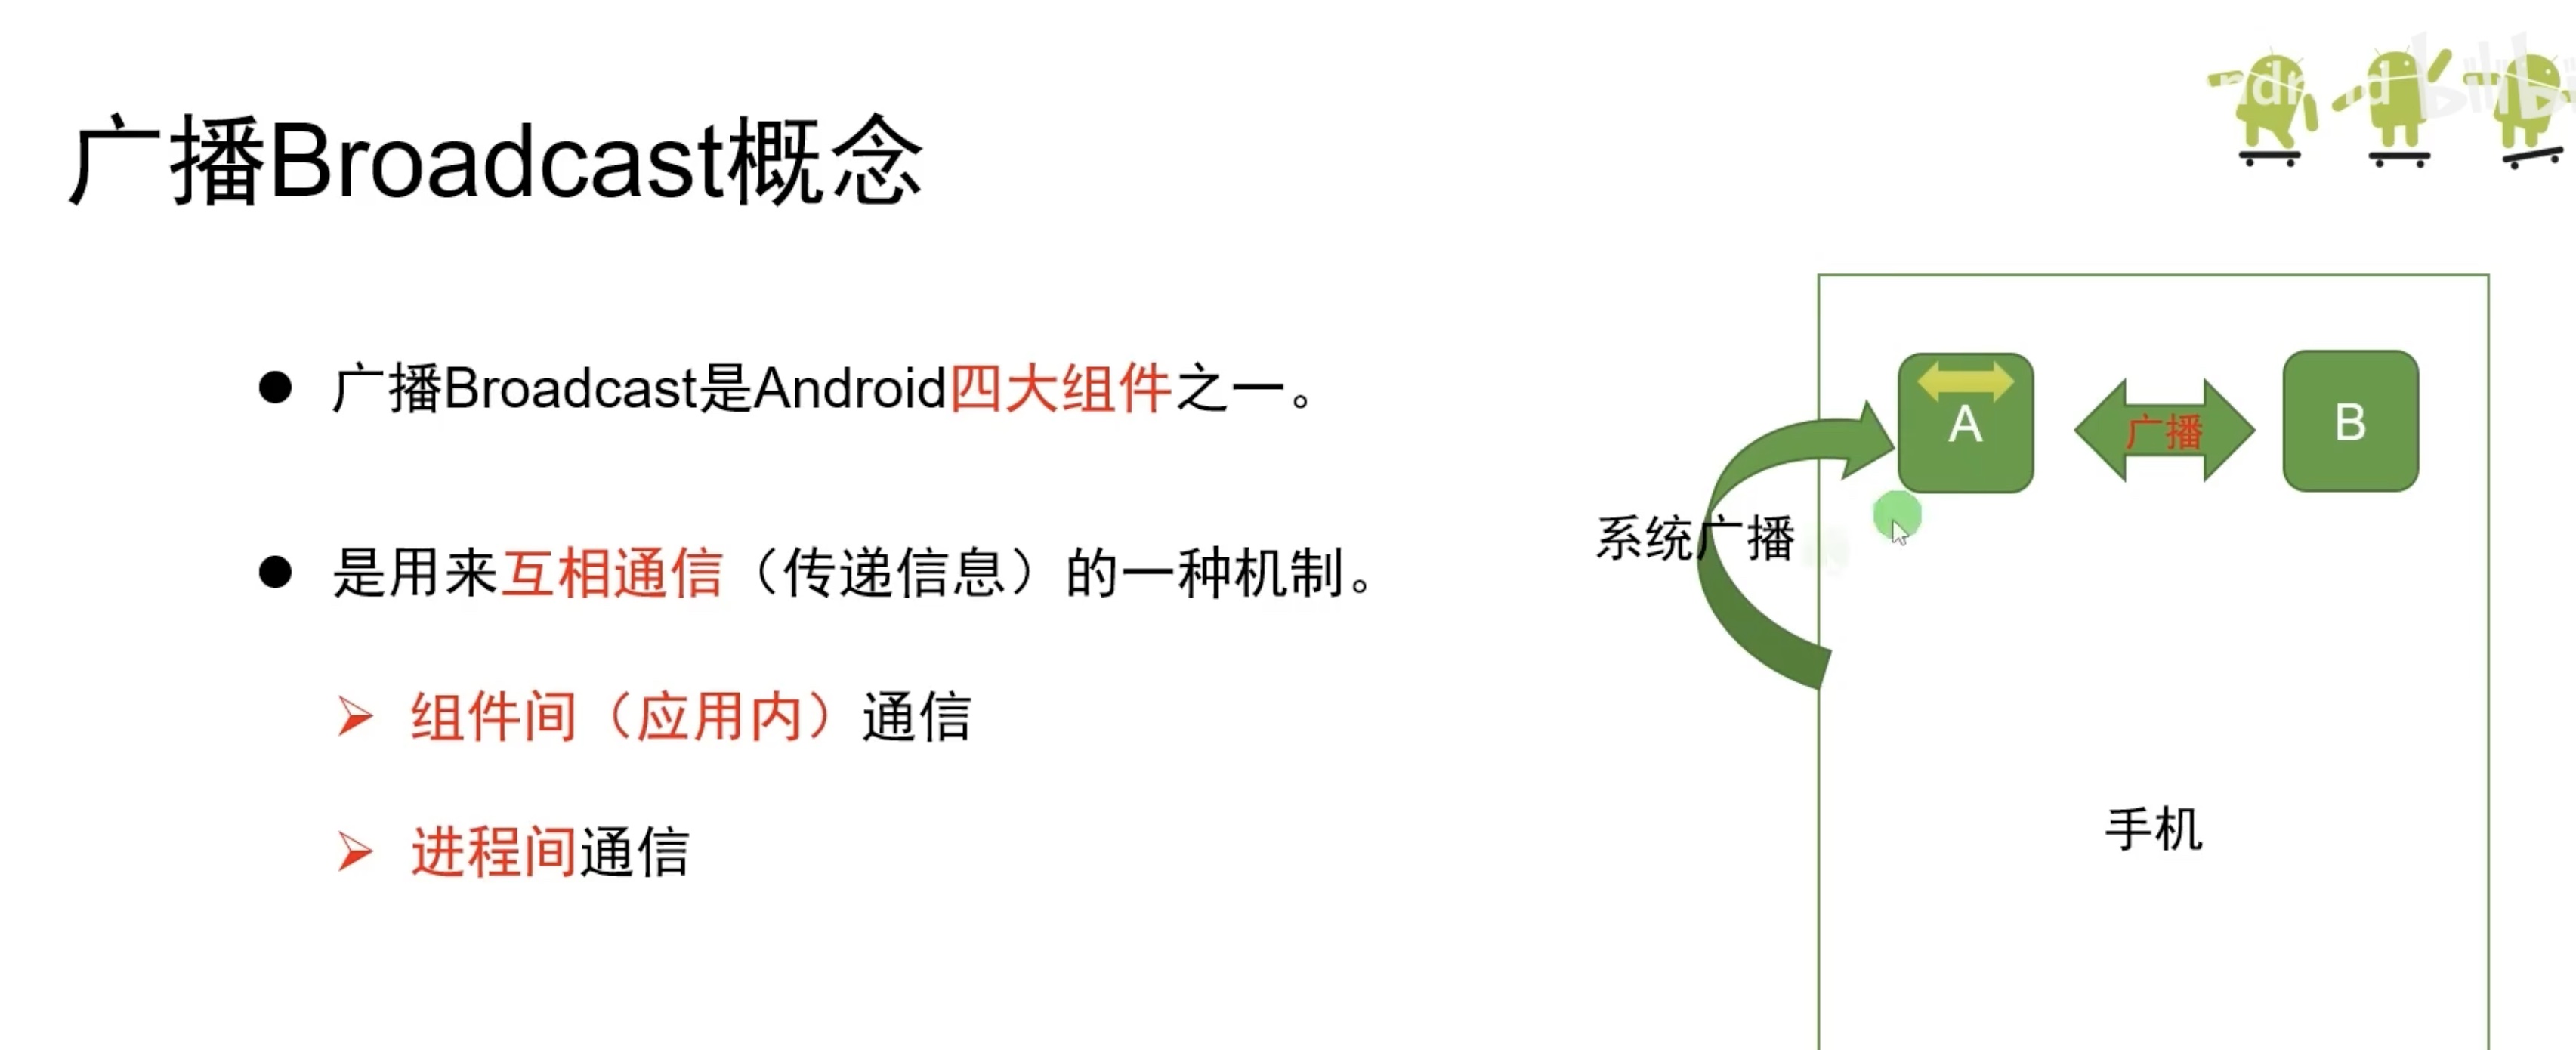 广播Broadcast概念
广播Broadcast是Android四大组件之一。
是用来互相通信（传递信息）的一种机制。
组件间（应用内）通信
进程间通信
A
广播
B
系统广播
手机